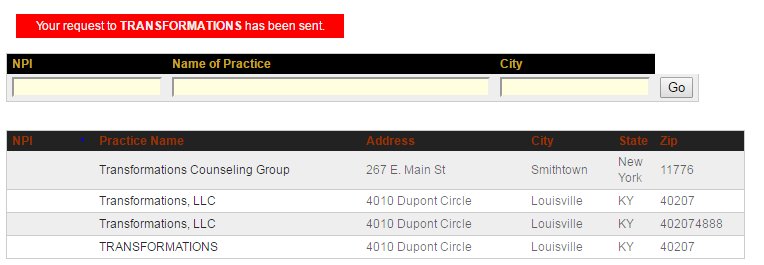 Your request to TRANSFORMATIONS has been sent.
NPI Name of Practice City
Go
NPI Practice Name Address City State Zip
Transformations Counseling Group 267 E. Main St Smithtown New York 11776
Transformations, LLC 4010 Dupont Circle Louisville KY 40207
Transformations, LLC 4010 Dupont Circle Louisville KY 402074888
TRANSFORMATIONS 4010 Dupont Circle Louisville KY 40207